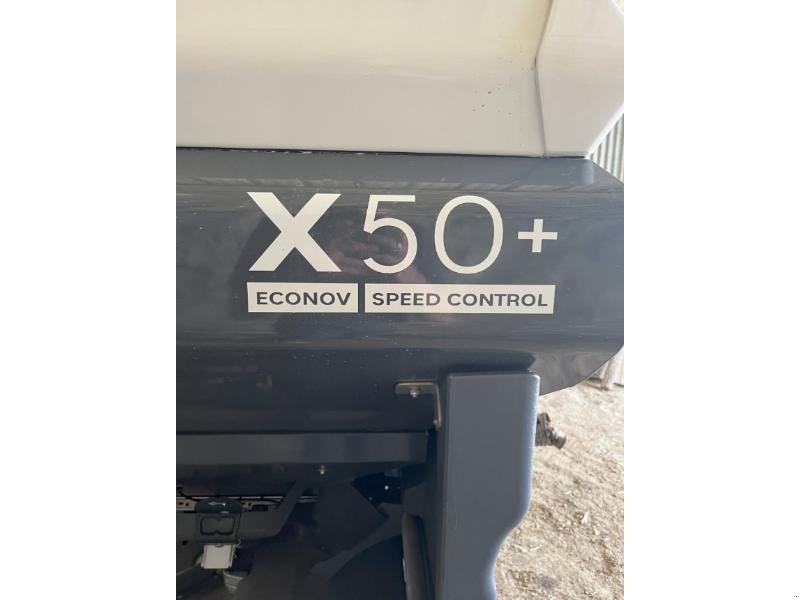 X50+
ECONOV SPEED CONTROL